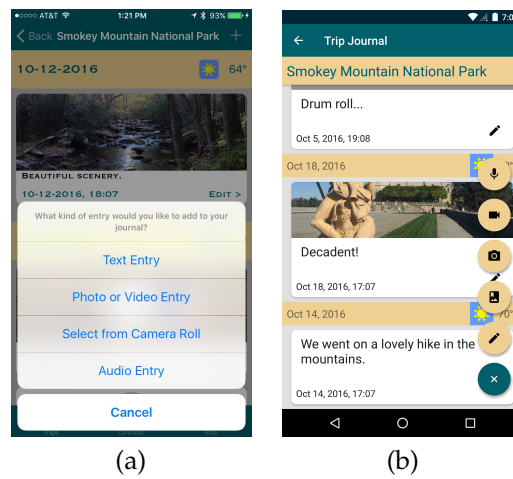 ●○○○○ AT&T 1:21 PM 93%
Back Smokey Mountain National Park +
10-12-2016 64°
Beautiful scenery.
10-12-2016, 18:07 Edit >
What kind of entry would you like to add to your
journal?
Text Entry
Photo or Video Entry
Select from Camera Roll
Audio Entry
Cancel
(a)
7:0
Trip Journal
Smokey Mountain National Park
Drum roll...
Oct 5, 2016, 19:08
Oct 18, 2016
Decadent!
Oct 18, 2016, 17:07
Oct 14, 2016 70°
We went on a lovely hike in the
mountains.
Oct 14, 2016, 17:07
(b)